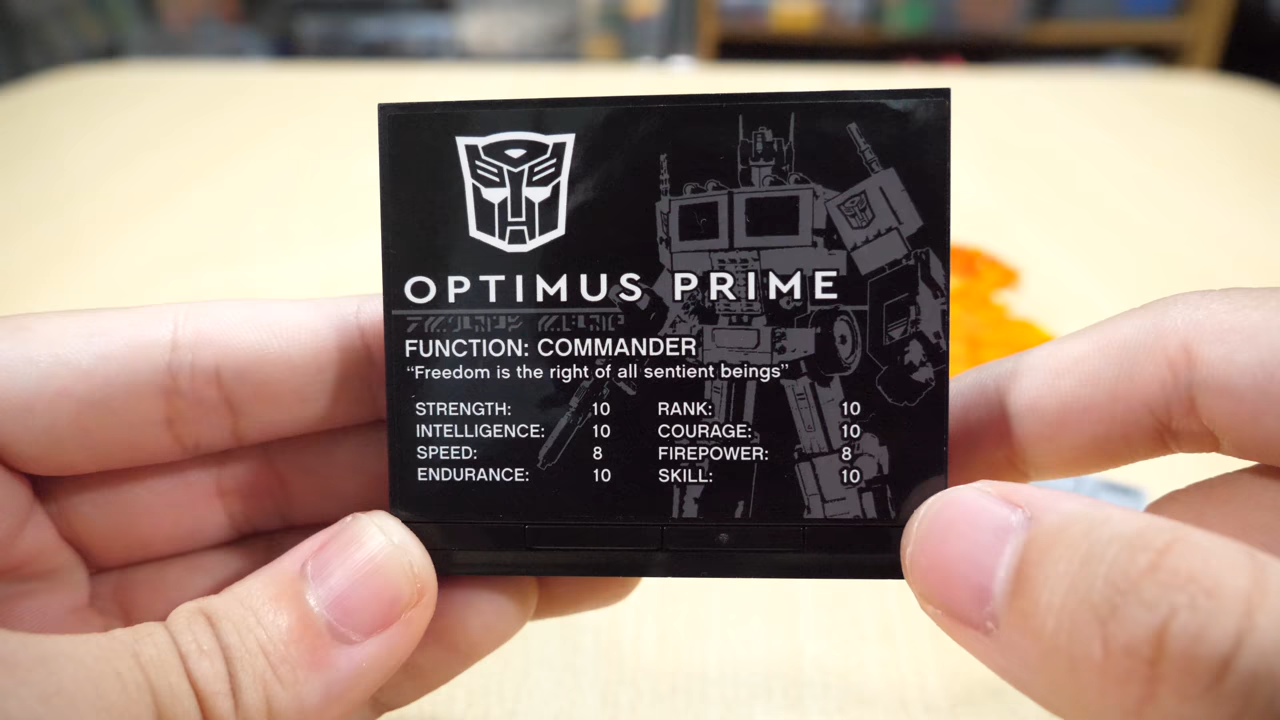 OPTIMUS PRIME
FUNCTION: COMMANDER
“Freedom is the right of all sentient beings”
STRENGTH: 10 RANK: 10
INTELLIGENCE: 10 COURAGE: 10
SPEED: 8 FIREPOWER: 8
ENDURANCE: 10 SKILL: 10